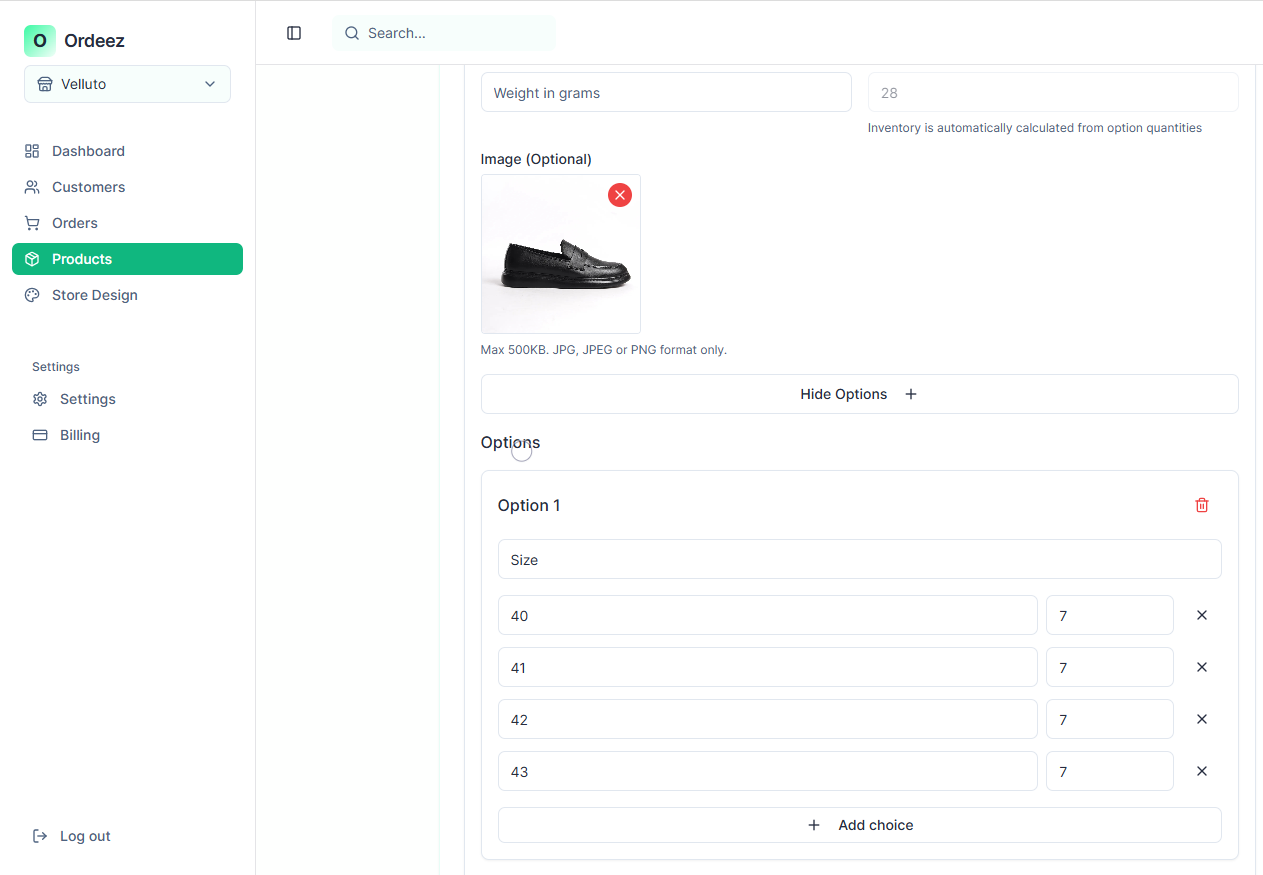 O Ordeez
Search...
Velluto
Dashboard
Customers
Orders
Products
Store Design
Settings
Settings
Billing
Log out
Weight in grams
28
Inventory is automatically calculated from option quantities
Image (Optional)
Max 500KB. JPG, JPEG or PNG format only.
Hide Options
Options
Option 1
Size
40 7
41 7
42 7
43 7
Add choice